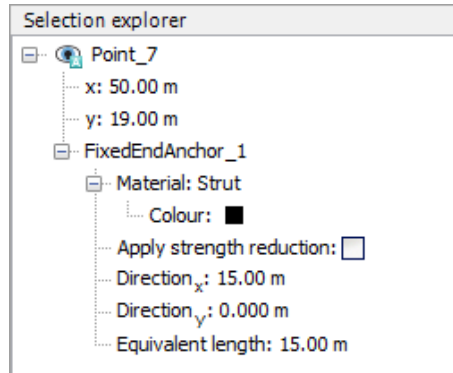 Selection explorer
Point_7
x: 50.00 m
y: 19.00 m
FixedEndAnchor_1
Material: Strut
Colour:
Apply strength reduction:
Directionx: 15.00 m
Directiony: 0.000 m
Equivalent length: 15.00 m